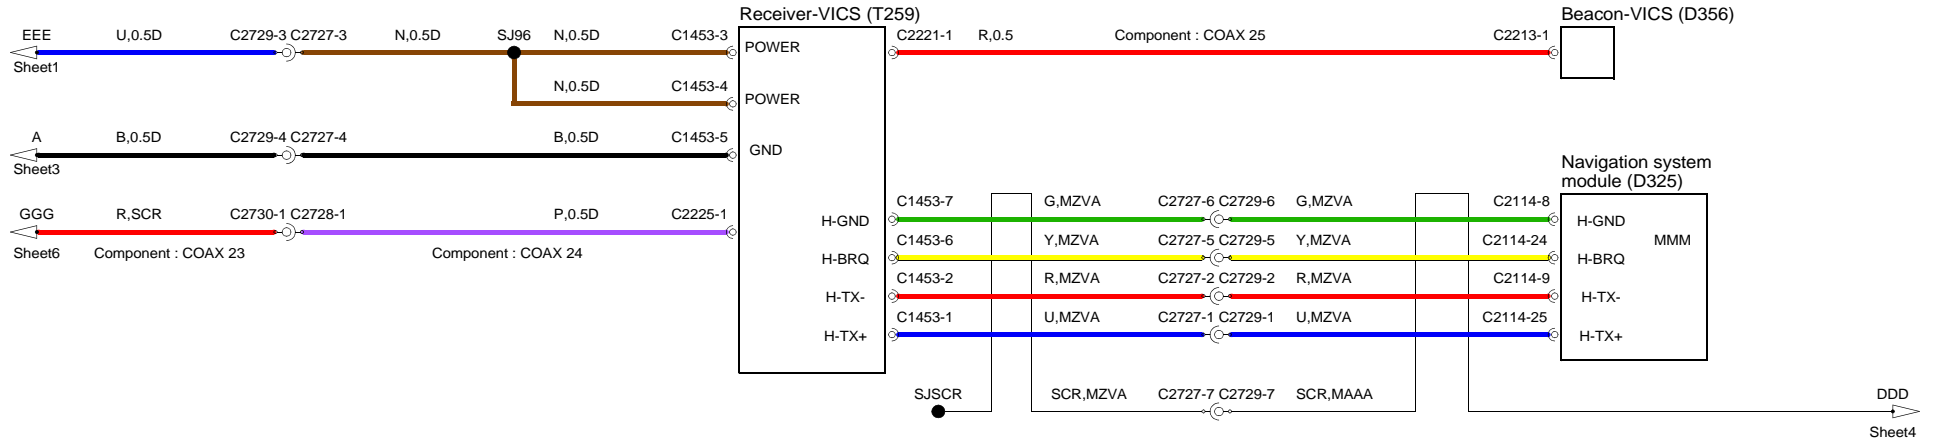 Receiver-VICS (T259)
Beacon-VICS (D356)
EEE U,0.5D C2729-3 C2727-3 N,0.5D SJ96 N,0.5D C1453-3
POWER
C2221-1 R,0.5 Component : COAX 25 C2213-1
Sheet1
N,0.5D C1453-4
POWER
A B,0.5D C2729-4 C2727-4 B,0.5D C1453-5
GND
Sheet3
Navigation system
module (D325)
C1453-7 G,MZVA C2727-6 C2729-6 G,MZVA C2114-8
GGG R,SCR C2730-1 C2728-1 P,0.5D C2225-1
H-GND
H-GND
C1453-6 Y,MZVA C2727-5 C2729-5 Y,MZVA C2114-24
MMM
Sheet6 Component : COAX 23 Component : COAX 24
H-BRQ
H-BRQ
C1453-2 R,MZVA C2727-2 C2729-2 R,MZVA C2114-9
H-TX-
H-TX-
C1453-1 U,MZVA C2727-1 C2729-1 U,MZVA C2114-25
H-TX+
H-TX+
SJSCR SCR,MZVA C2727-7 C2729-7 SCR,MAAA DDD
Sheet4